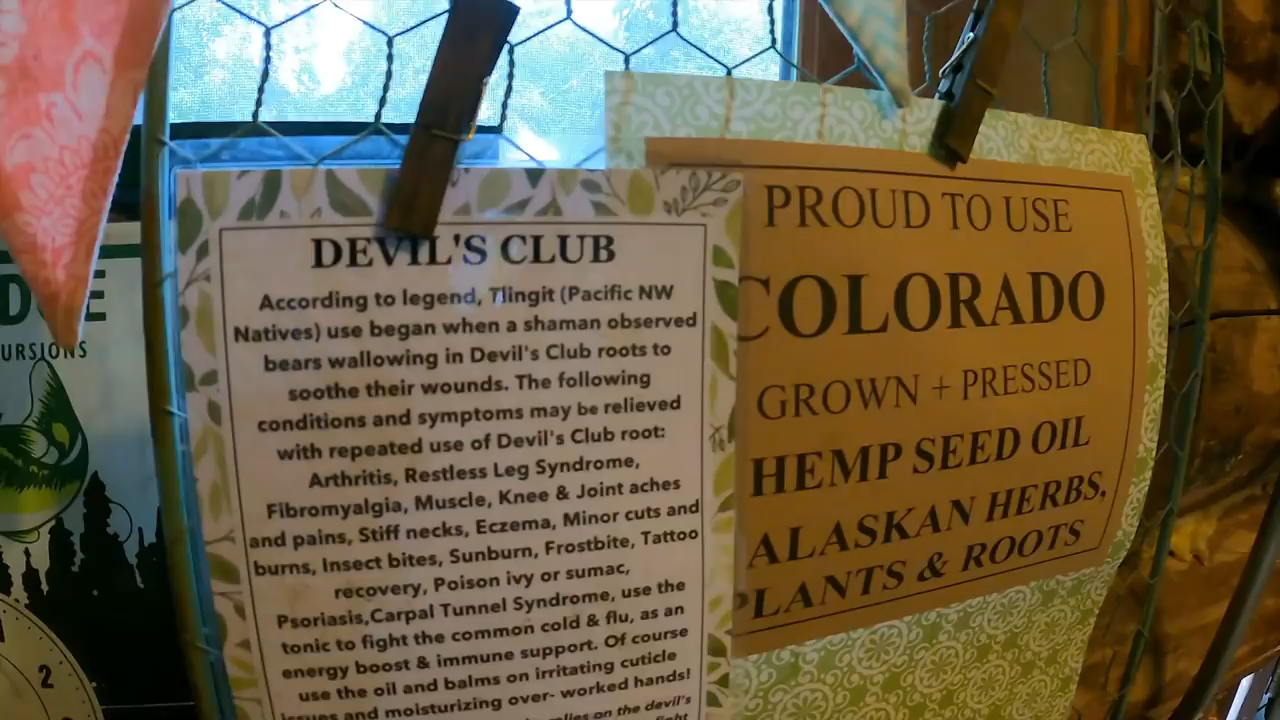 DEVIL'S CLUB
According to legend, Tlingit (Pacific NW
Natives) use began when a shaman observed
bears wallowing in Devil's Club roots to
soothe their wounds. The following
conditions and symptoms may be relieved
with repeated use of Devil's Club root:
Arthritis, Restless Leg Syndrome,
Fibromyalgia, Muscle, Knee & Joint aches
and pains, Stiff necks, Eczema, Minor cuts and
burns, Insect bites, Sunburn, Frostbite, Tattoo
recovery, Poison ivy or sumac,
Psoriasis,Carpal Tunnel Syndrome, use the
tonic to fight the common cold & flu, as an
energy boost & immune support. Of course
use the oil and balms on irritating cuticle
issues and moisturizing over- worked hands!
on the devil's
PROUD TO USE
COLORADO
GROWN + PRESSED
HEMP SEED OIL
ALASKAN HERBS,
PLANTS & ROOTS
2